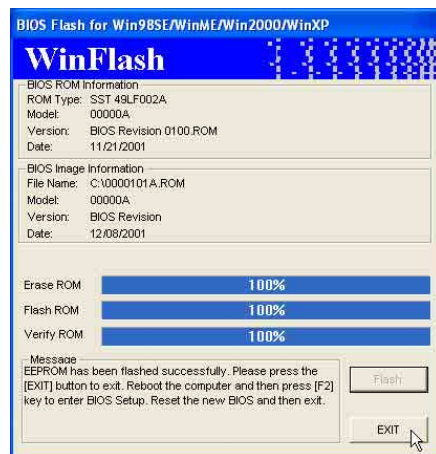 BIOS Flash for Win98SE/WinME/Win2000/WinXP
WinFlash
BIOS ROM Information
ROM Type: SST 49LF002A
Model: 00000A
Version: BIOS Revision 0100.ROM
Date: 11/21/2001
BIOS Image Information
File Name: C:\0000101A.ROM
Model: 00000A
Version: BIOS Revision
Date: 12/08/2001
Erase ROM 100%
Flash ROM 100%
Verify ROM 100%
Message
EEPROM has been flashed successfully. Please press the
[EXIT] button to exit. Reboot the computer and then press [F2]
key to enter BIOS Setup. Reset the new BIOS and then exit.
Flash
EXIT